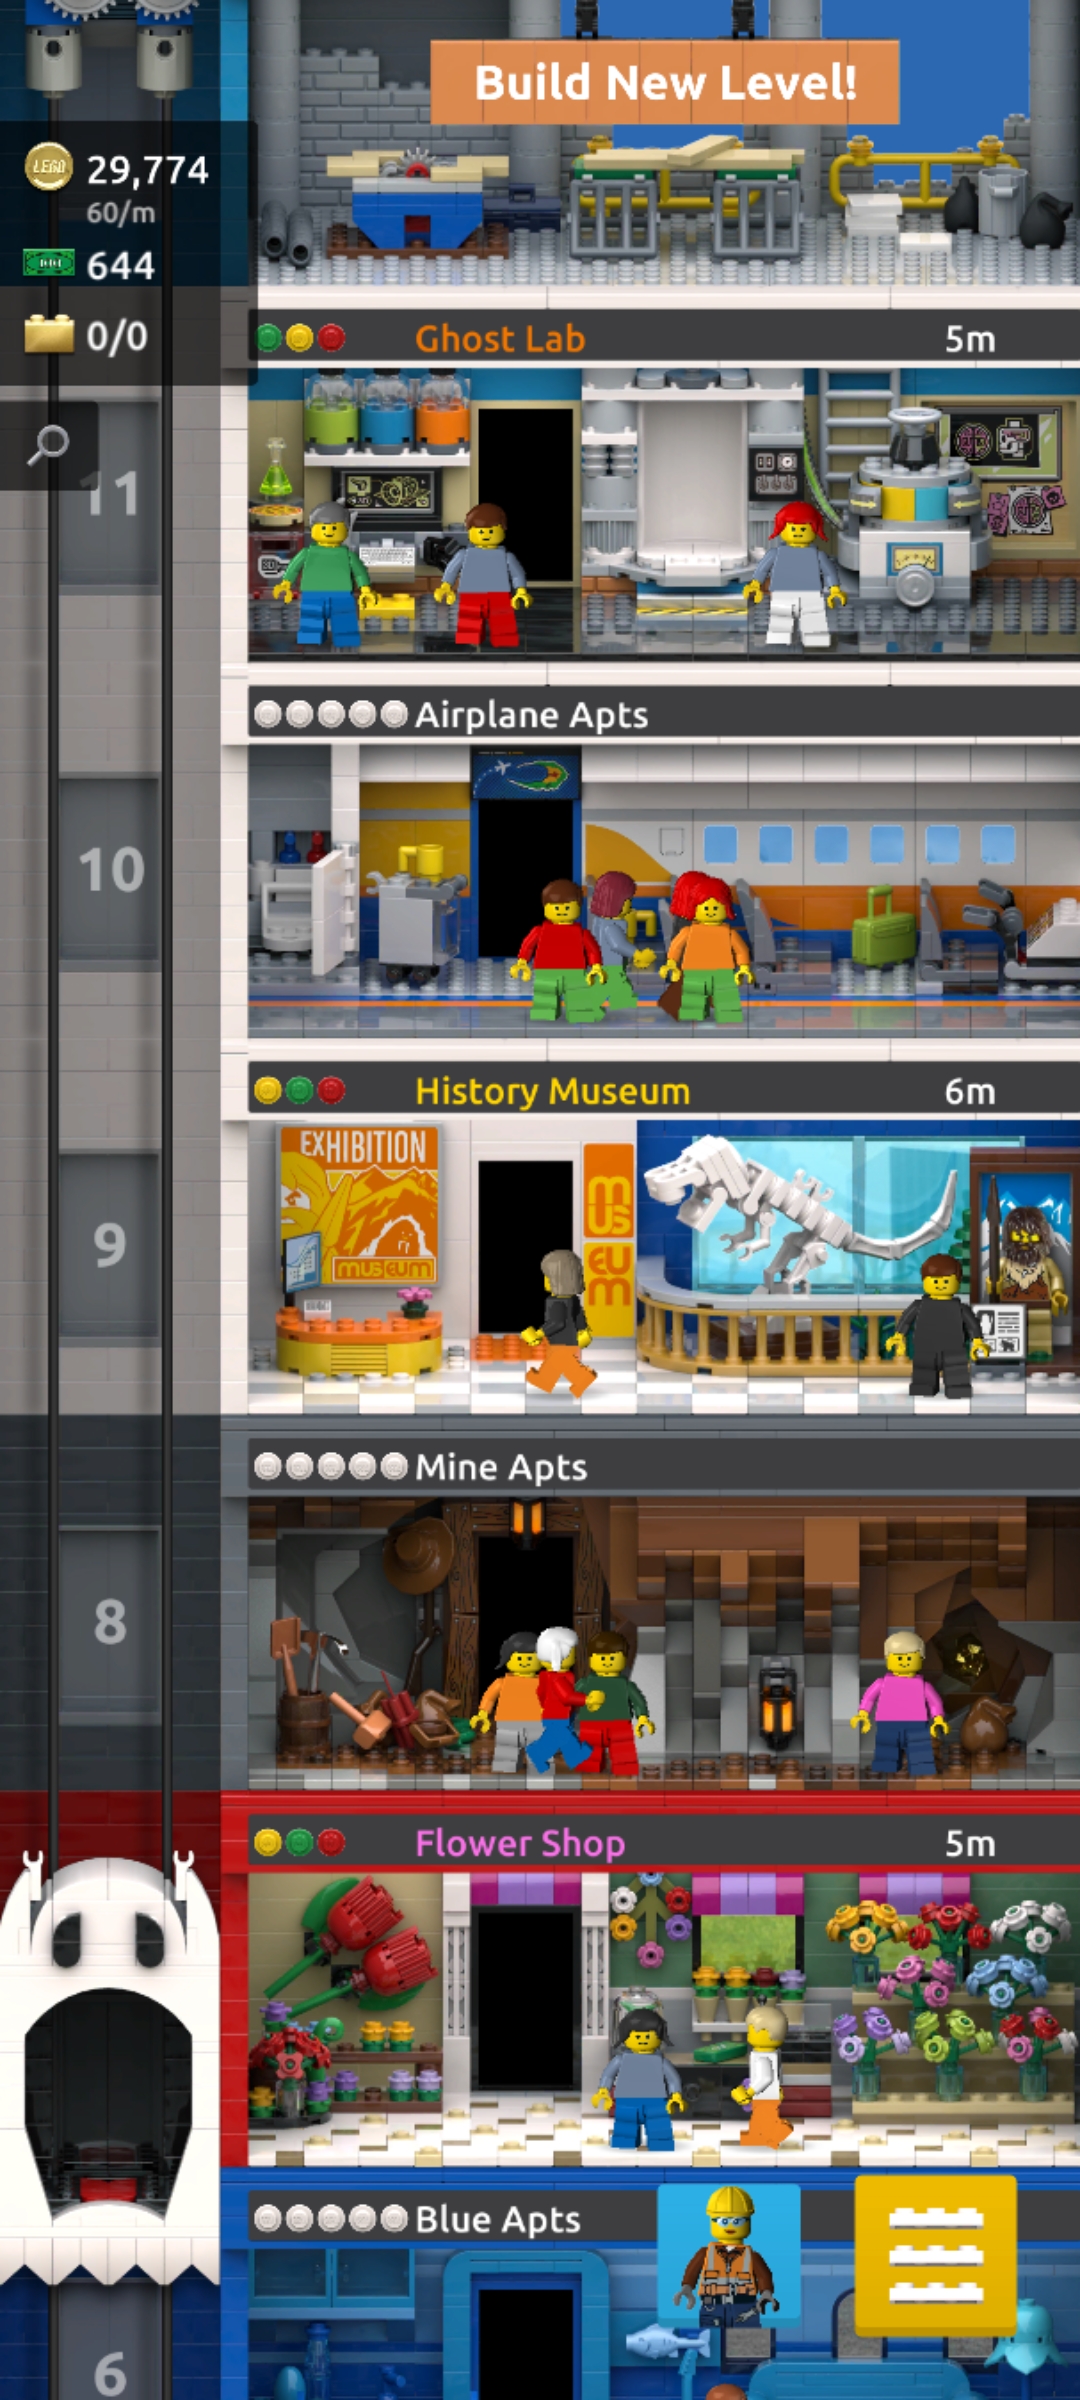 Build New Level!
LEGO
29,774
60/m
644
0/0
Ghost Lab
5m
11
Airplane Apts
10
History Museum
6m
EXHIBITION
MUSEUM
MUSEUM
9
Mine Apts
8
Flower Shop
5m
Blue Apts
6